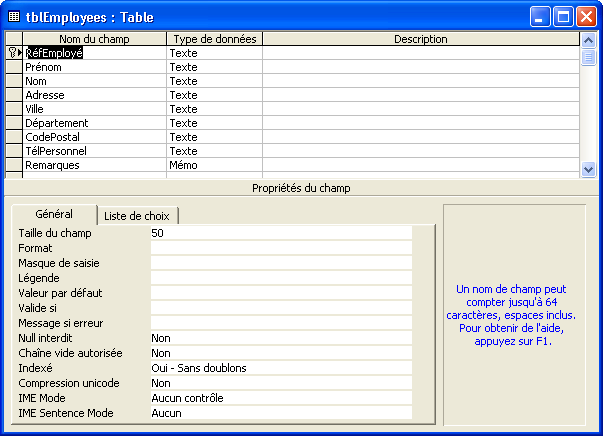 tblEmployees : Table
Nom du champ Type de données Description
RéfEmployé Texte
Prénom Texte
Nom Texte
Adresse Texte
Ville Texte
Département Texte
CodePostal Texte
TélPersonnel Texte
Remarques Mémo
Propriétés du champ
Général Liste de choix
Taille du champ 50
Format
Masque de saisie
Légende
Valeur par défaut
Valide si
Message si erreur
Null interdit Non
Chaîne vide autorisée Non
Indexé Oui - Sans doublons
Compression unicode Non
IME Mode Aucun contrôle
IME Sentence Mode Aucun
Un nom de champ peut
compter jusqu'à 64
caractères, espaces inclus.
Pour obtenir de l'aide,
appuyez sur F1.